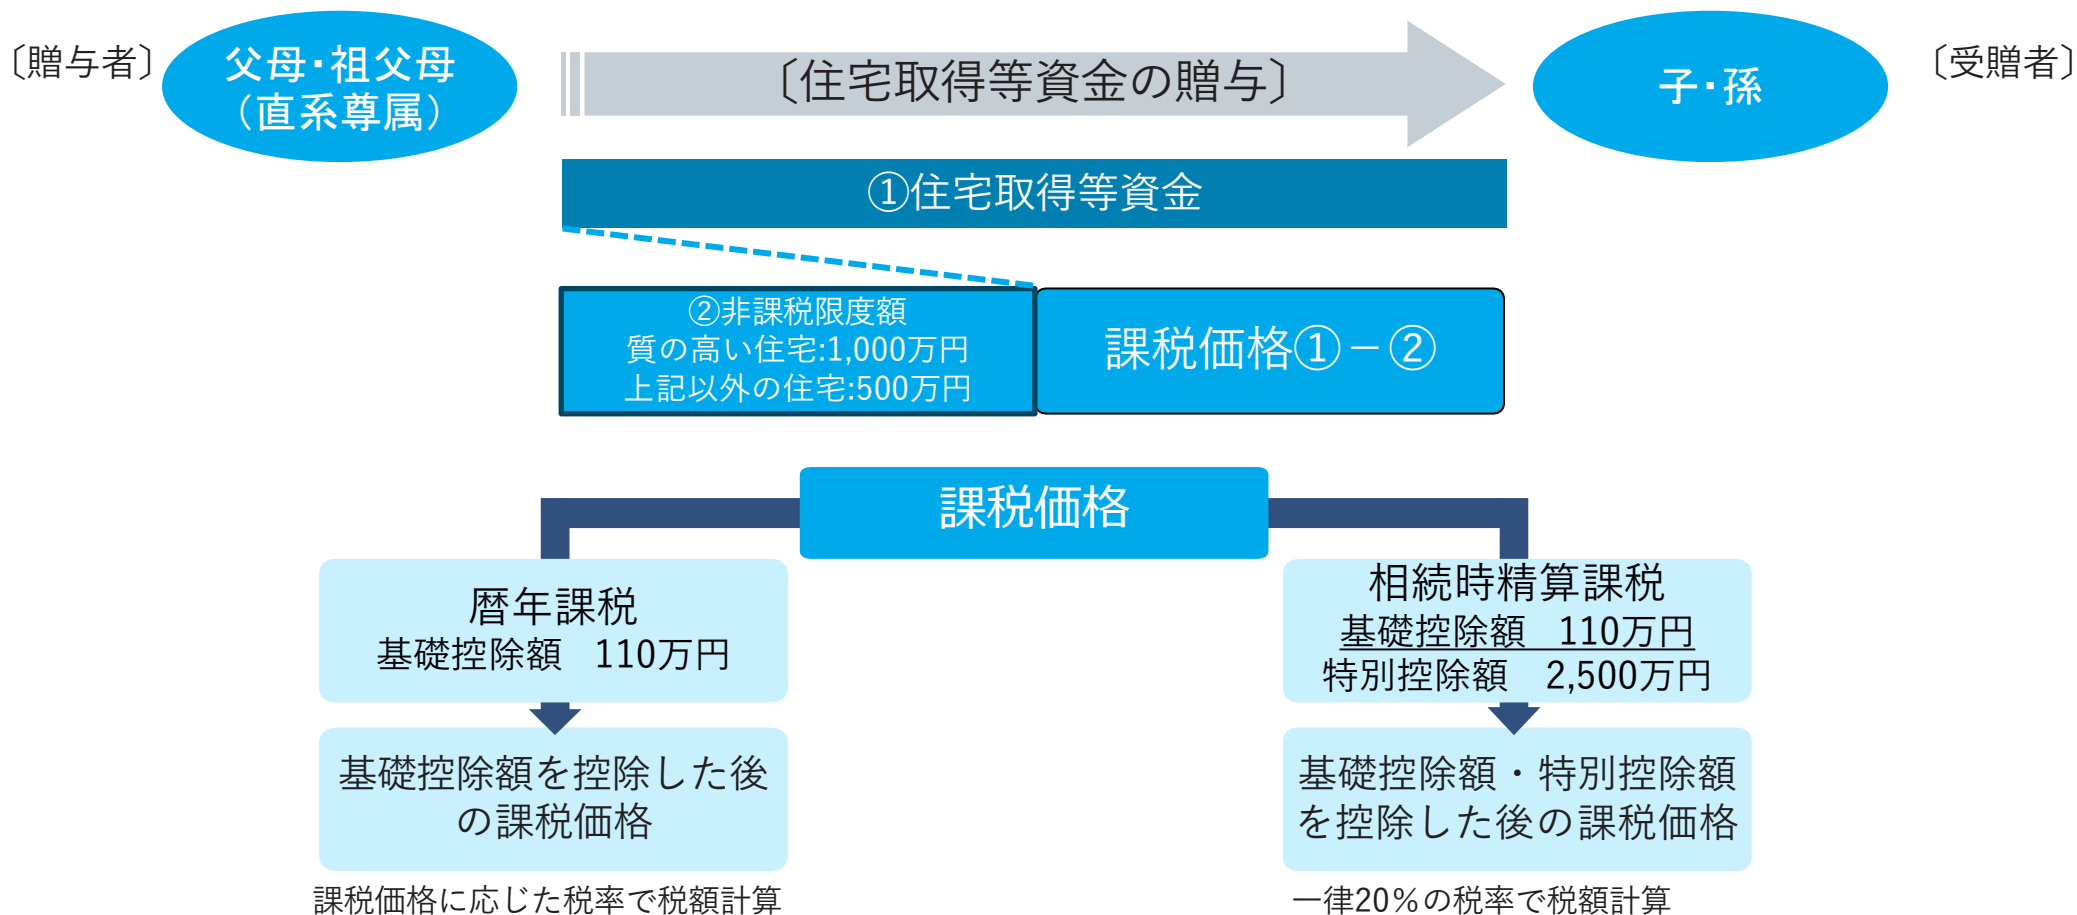 〔贈与者〕
父母・祖父母
（直系尊属）
〔住宅取得等資金の贈与〕
子・孫
〔受贈者〕
①住宅取得等資金
②非課税限度額
質の高い住宅:1,000万円
上記以外の住宅:500万円
課税価格①－②
課税価格
暦年課税
基礎控除額　110万円
相続時精算課税
基礎控除額　110万円
特別控除額　2,500万円
基礎控除額を控除した後
の課税価格
基礎控除額・特別控除額
を控除した後の課税価格
課税価格に応じた税率で税額計算
一律20％の税率で税額計算